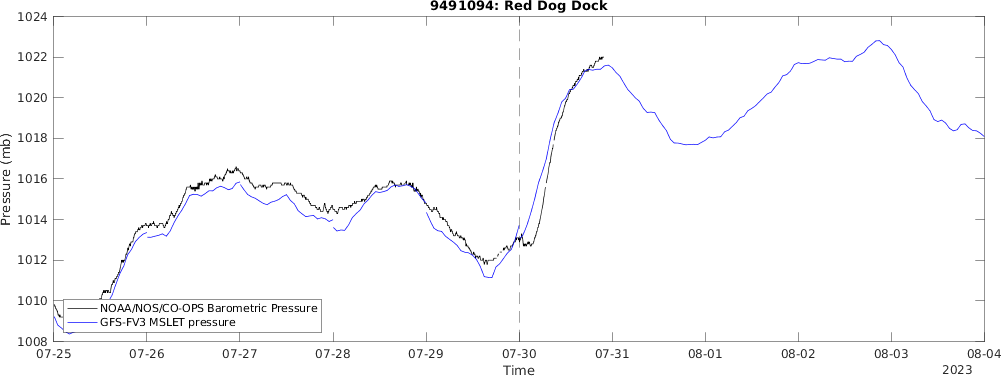 9491094: Red Dog Dock
Pressure (mb)
1024
1022
1020
1018
1016
1014
1012
1010
1008
NOAA/NOS/CO-OPS Barometric Pressure
GFS-FV3 MSLET pressure
07-25 07-26 07-27 07-28 07-29 07-30 07-31 08-01 08-02 08-03 08-04
Time
2023